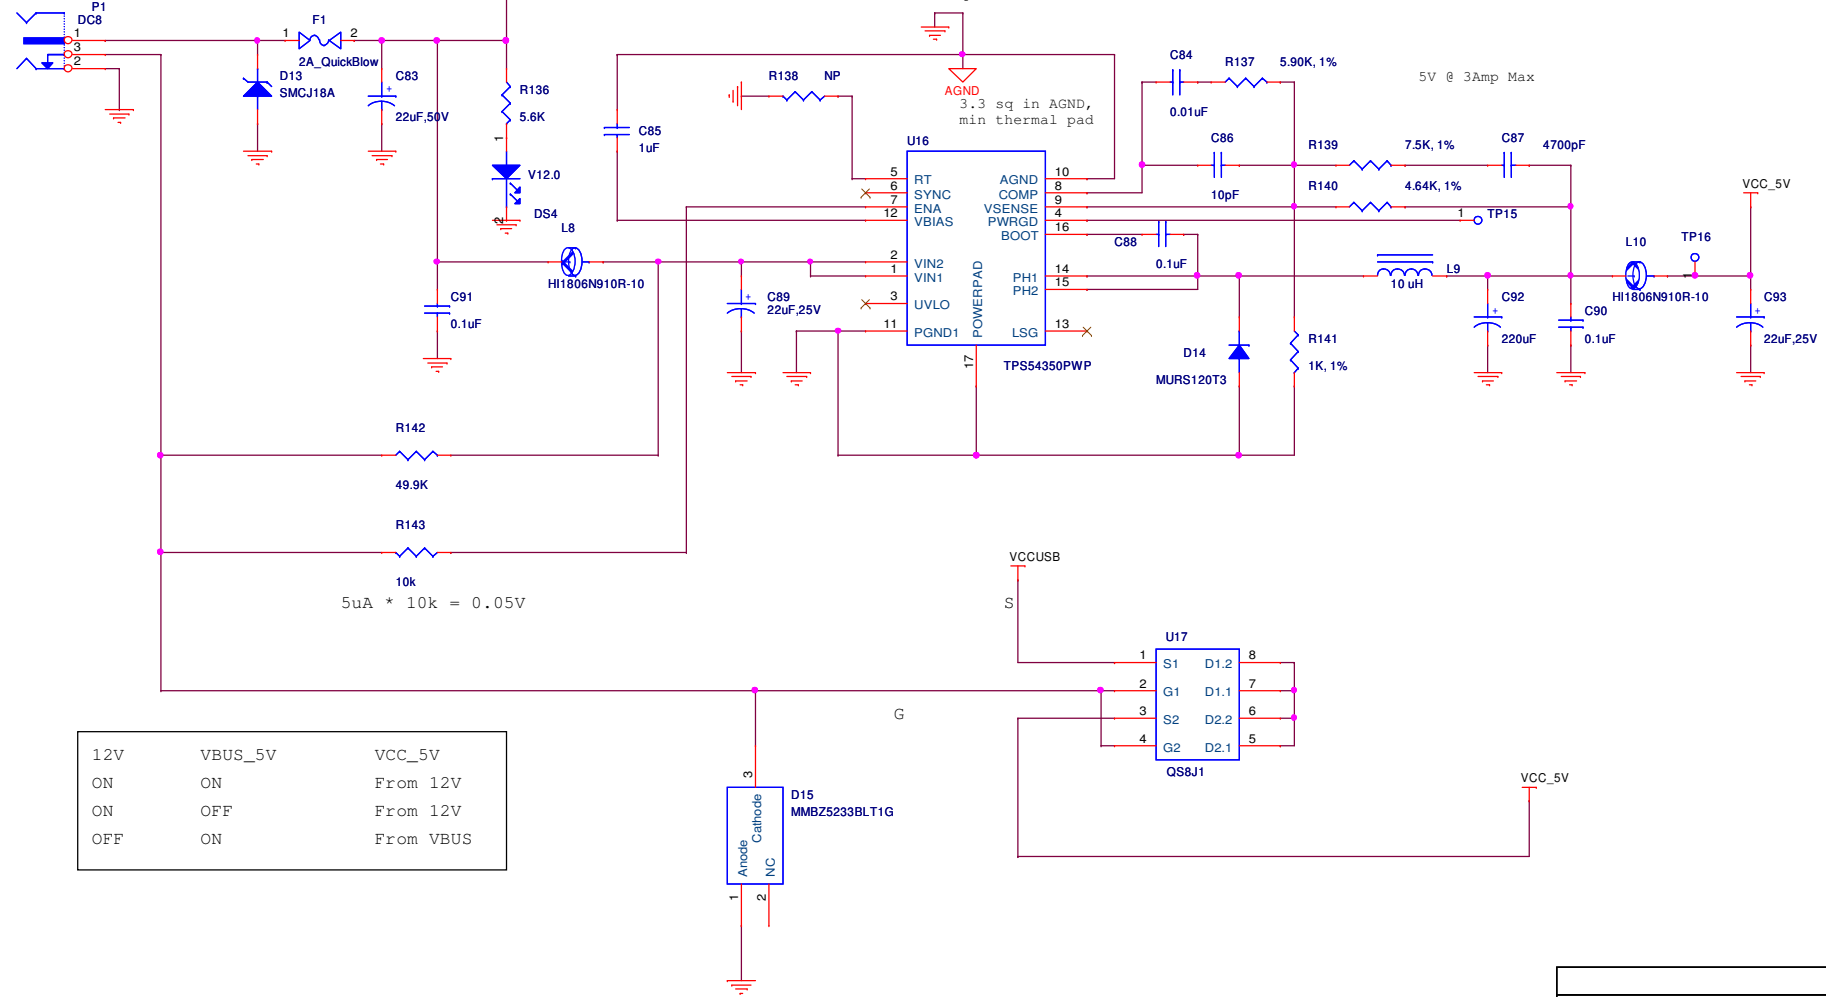 P1
DC8
1
3
2
F1
1
2
2A_QuickBlow
D13
SMCJ18A
C83
+
22uF,50V
R136
5.6K
1
V12.0
2
DS4
L8
HI1806N910R-10
C91
0.1uF
C85
1uF
R138 NP
AGND
3.3 sq in AGND,
min thermal pad
U16
5 RT
6 SYNC
7 ENA
12 VBIAS
2 VIN2
1 VIN1
3 UVLO
11 PGND1
POWERPAD
17
AGND 10
COMP 8
VSENSE 9
PWRGD 4
BOOT 16
PH1 14
PH2 15
LSG 13
TPS54350PWP
C89
+
22uF,25V
C84
0.01uF
R137 5.90K, 1%
C86
10pF
5V @ 3Amp Max
R139 7.5K, 1%
C87 4700pF
R140 4.64K, 1%
1 TP15
C88
0.1uF
L9
10 uH
D14
MURS120T3
R141
1K, 1%
C92
+
220uF
C90
0.1uF
L10
HI1806N910R-10
TP16
1
VCC_5V
C93
+
22uF,25V
R142
49.9K
R143
10k
5uA * 10k = 0.05V
VCCUSB
S
G
U17
1 S1 D1.2 8
2 G1 D1.1 7
3 S2 D2.2 6
4 G2 D2.1 5
QS8J1
VCC_5V
12V VBUS_5V VCC_5V
ON ON From 12V
ON OFF From 12V
OFF ON From VBUS
3
D15
MMBZ5233BLT1G
Cathode
Anode
NC
1
2